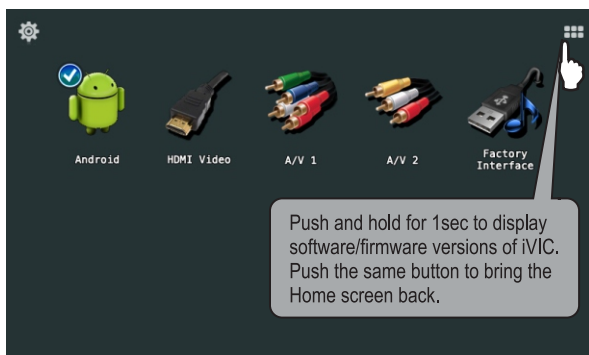 Android
HDMI Video
A/V 1
A/V 2
Factory
Interface
Push and hold for 1sec to display
software/firmware versions of iVIC.
Push the same button to bring the
Home screen back.